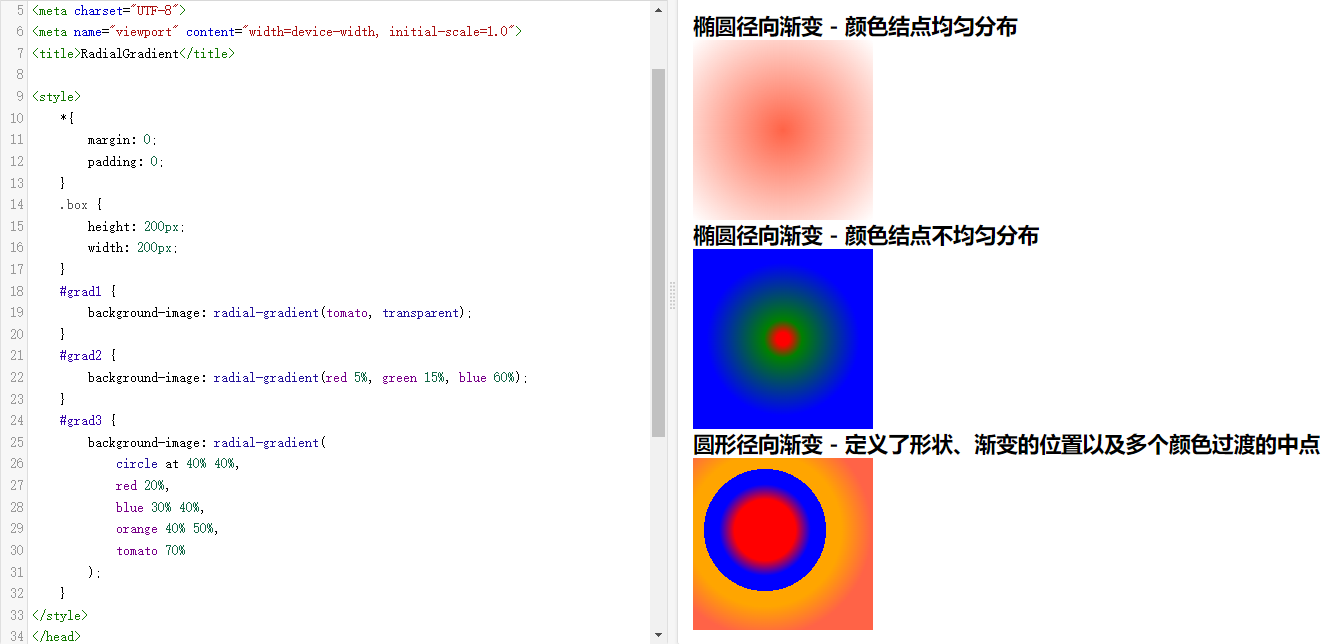 5 <meta charset="UTF-8">
6 <meta name="viewport" content="width=device-width, initial-scale=1.0">
7 <title>RadialGradient</title>
8
9 <style>
10 *{
11 margin: 0;
12 padding: 0;
13 }
14 .box {
15 height: 200px;
16 width: 200px;
17 }
18 #grad1 {
19 background-image: radial-gradient(tomato, transparent);
20 }
21 #grad2 {
22 background-image: radial-gradient(red 5%, green 15%, blue 60%);
23 }
24 #grad3 {
25 background-image: radial-gradient(
26 circle at 40% 40%,
27 red 20%,
28 blue 30% 40%,
29 orange 40% 50%,
30 tomato 70%
31 );
32 }
33 </style>
34 </head>
椭圆径向渐变 - 颜色结点均匀分布
椭圆径向渐变 - 颜色结点不均匀分布
圆形径向渐变 - 定义了形状、渐变的位置以及多个颜色过渡的中点